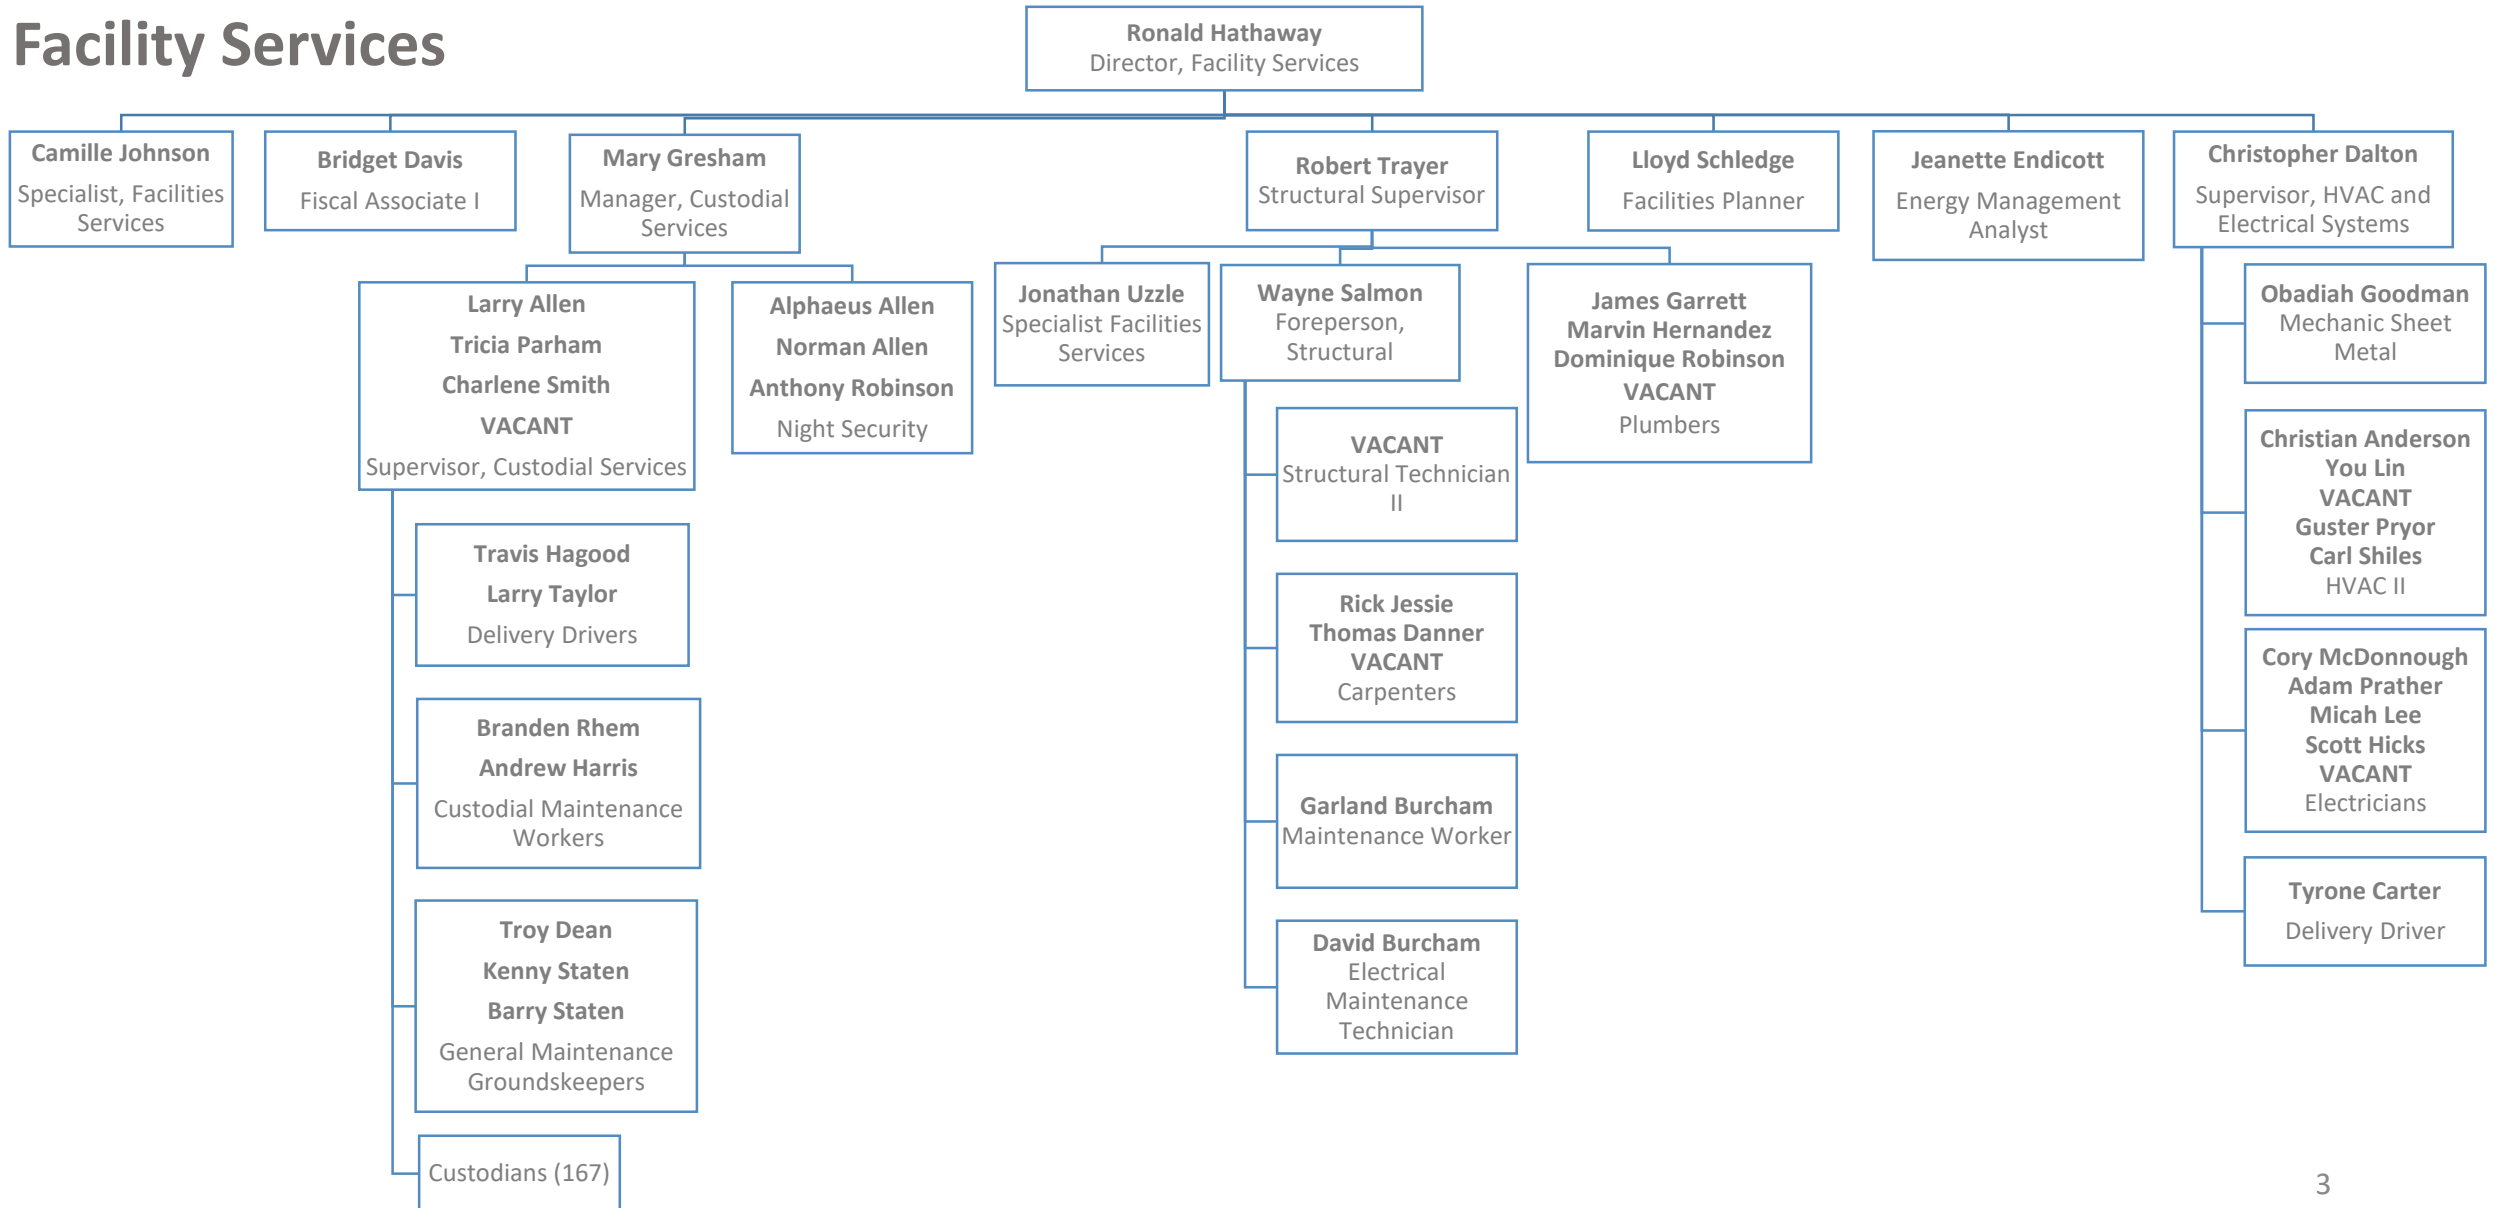 Facility Services
Ronald Hathaway
Director, Facility Services
Camille Johnson
Specialist, Facilities
Services
Bridget Davis
Fiscal Associate I
Mary Gresham
Manager, Custodial
Services
Robert Trayer
Structural Supervisor
Lloyd Schledge
Facilities Planner
Jeanette Endicott
Energy Management
Analyst
Christopher Dalton
Supervisor, HVAC and
Electrical Systems
Larry Allen
Tricia Parham
Charlene Smith
VACANT
Supervisor, Custodial Services
Alphaeus Allen
Norman Allen
Anthony Robinson
Night Security
Travis Hagood
Larry Taylor
Delivery Drivers
Branden Rhem
Andrew Harris
Custodial Maintenance
Workers
Troy Dean
Kenny Staten
Barry Staten
General Maintenance
Groundskeepers
Custodians (167)
Jonathan Uzzle
Specialist Facilities
Services
Wayne Salmon
Foreperson,
Structural
James Garrett
Marvin Hernandez
Dominique Robinson
VACANT
Plumbers
VACANT
Structural Technician
II
Rick Jessie
Thomas Danner
VACANT
Carpenters
Garland Burcham
Maintenance Worker
David Burcham
Electrical
Maintenance
Technician
Obadiah Goodman
Mechanic Sheet
Metal
Christian Anderson
You Lin
VACANT
Guster Pryor
Carl Shiles
HVAC II
Cory McDonnough
Adam Prather
Micah Lee
Scott Hicks
VACANT
Electricians
Tyrone Carter
Delivery Driver
3